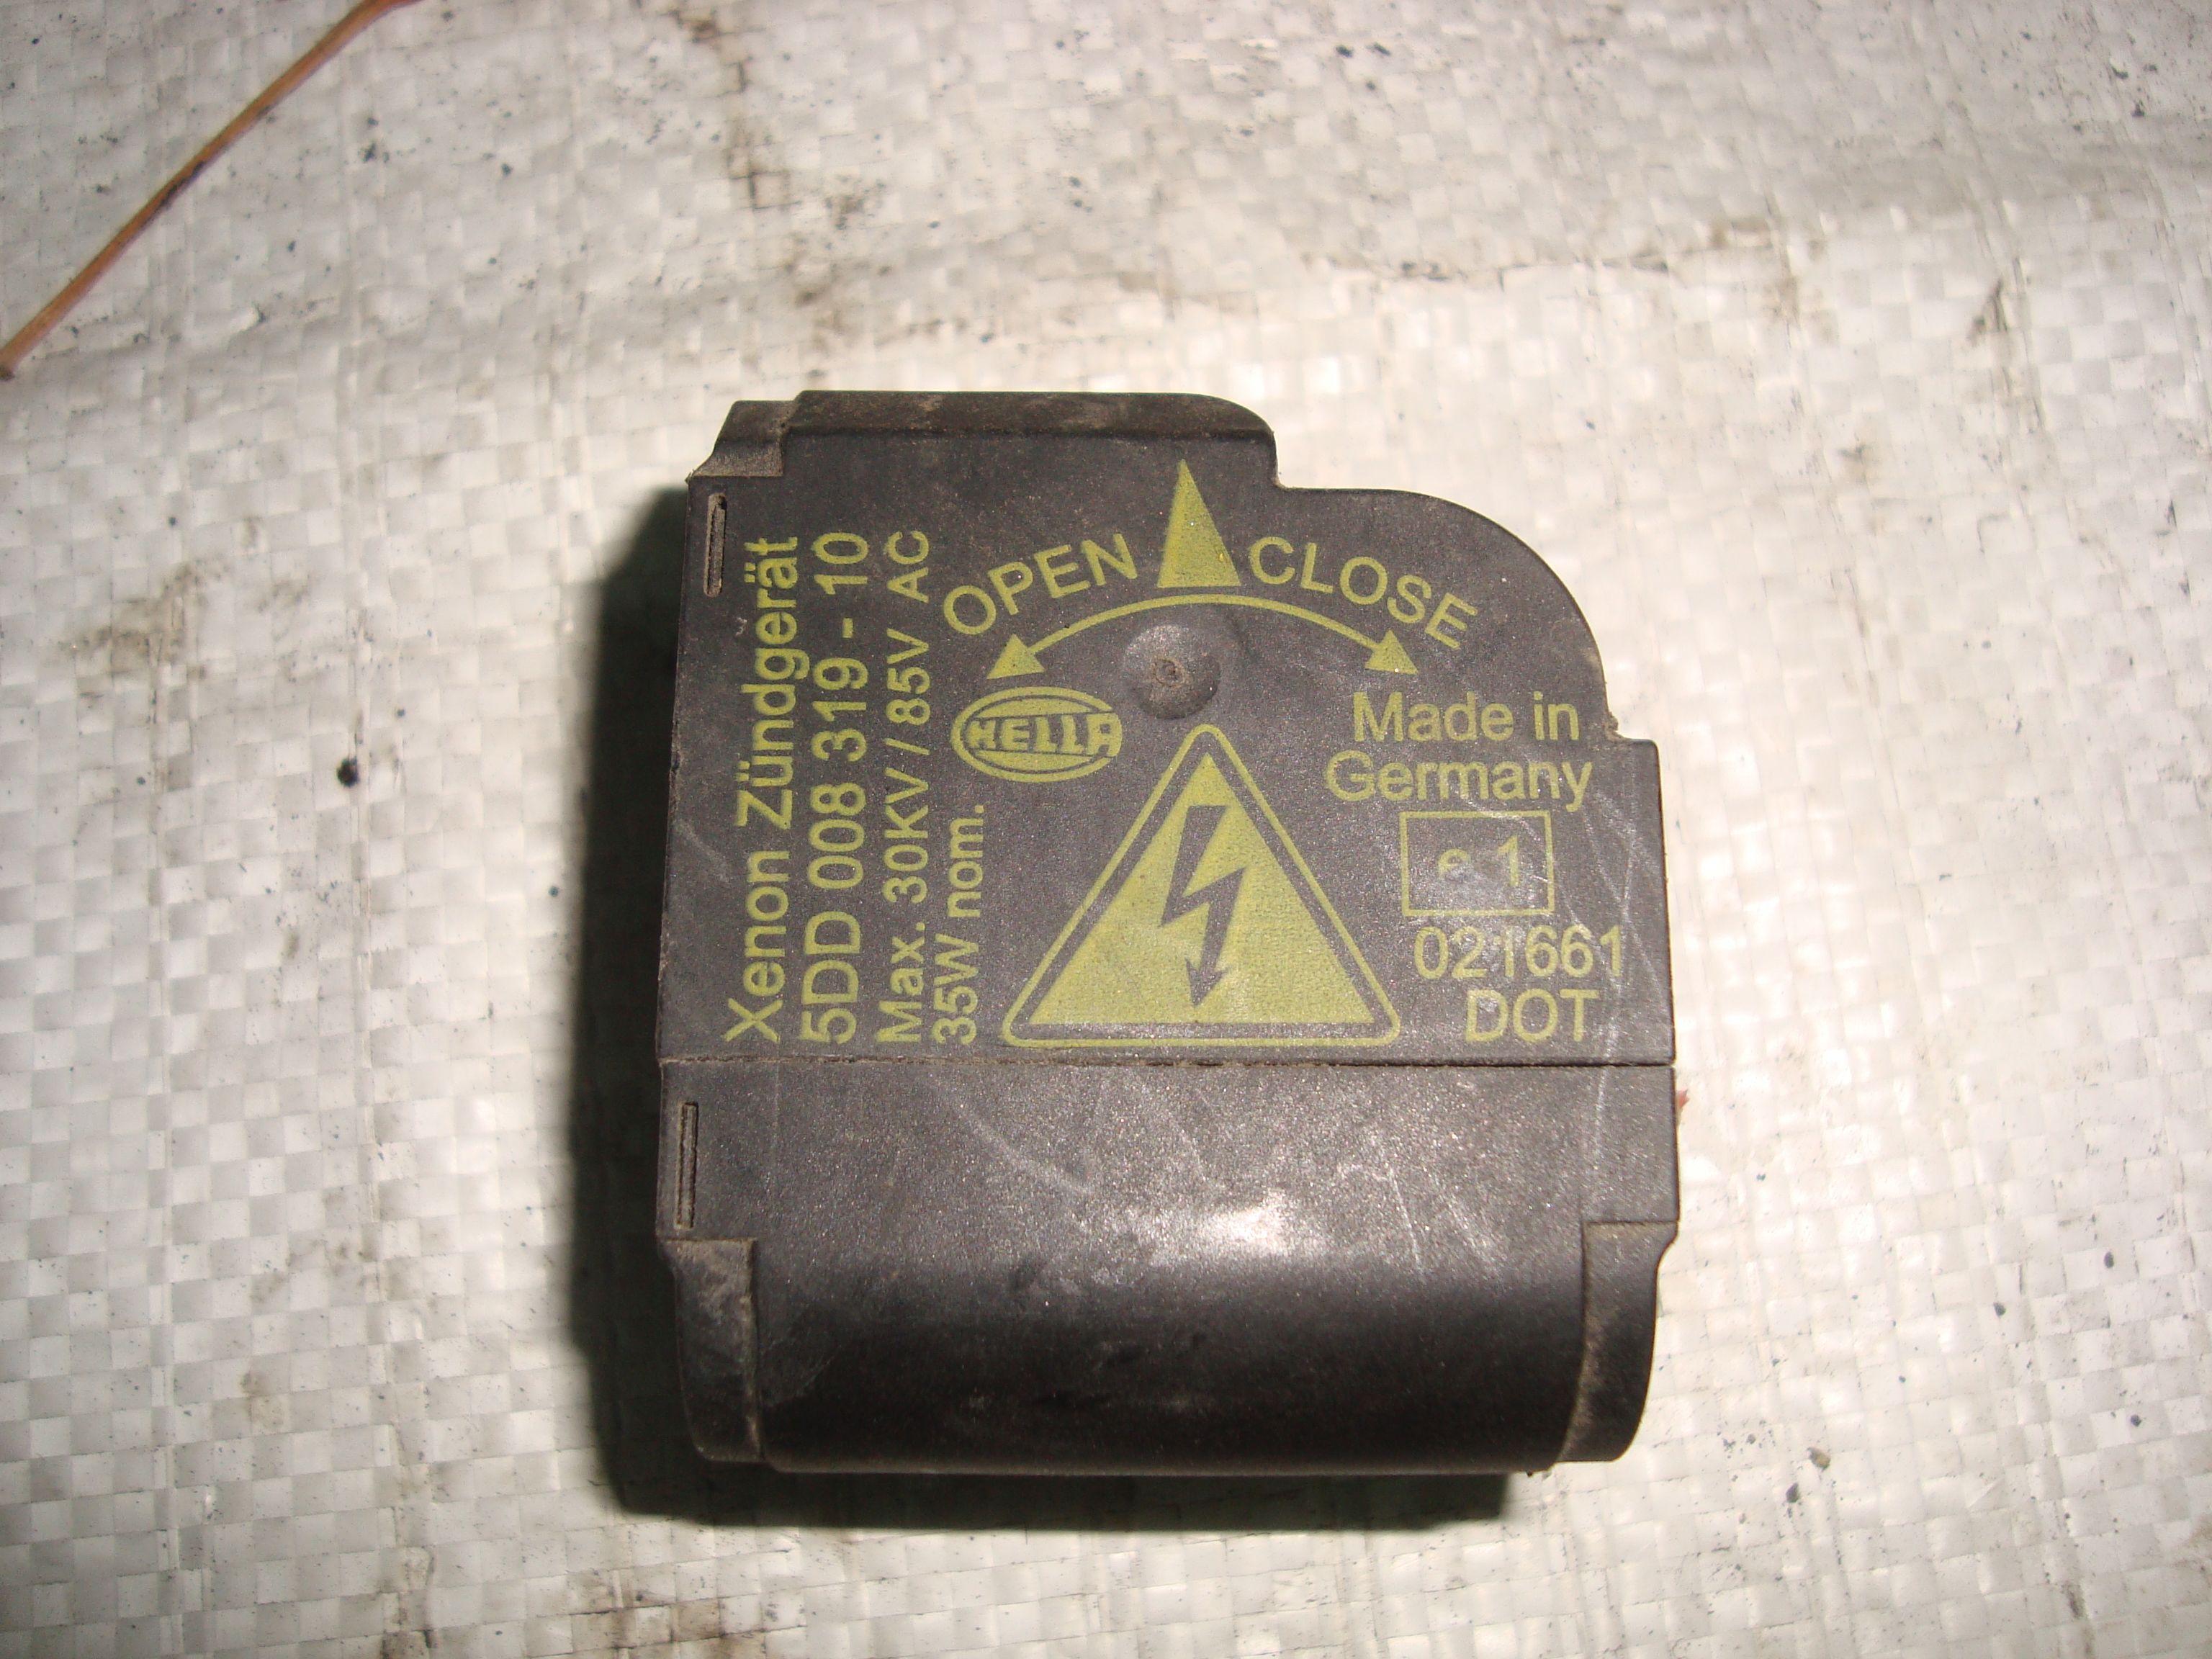 Xenon Zündgerät
5DD 008 319 - 10
Max. 30KV / 85V AC
35W nom.
OPEN CLOSE
HELLA
Made in
Germany
e 1
021661
DOT